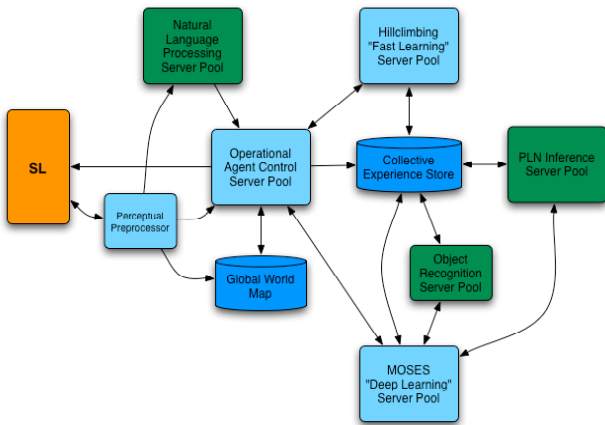 Natural
Language
Processing
Server Pool
Hillclimbing
"Fast Learning"
Server Pool
SL
Operational
Agent Control
Server Pool
Collective
Experience Store
PLN Inference
Server Pool
Perceptual
Preprocessor
Global World
Map
Object
Recognition
Server Pool
MOSES
"Deep Learning"
Server Pool